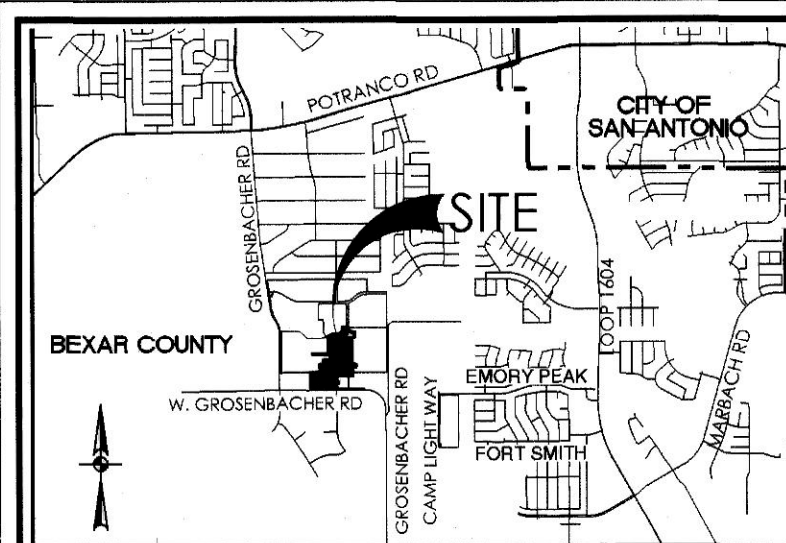 POTRANCO RD
CITY OF
SAN ANTONIO
GROSENBACHER RD
SITE
LOOP 1604
BEXAR COUNTY
MARBACH RD
EMORY PEAK
W. GROSENBACHER RD
GROSENBACHER RD
CAMP LIGHT WAY
FORT SMITH